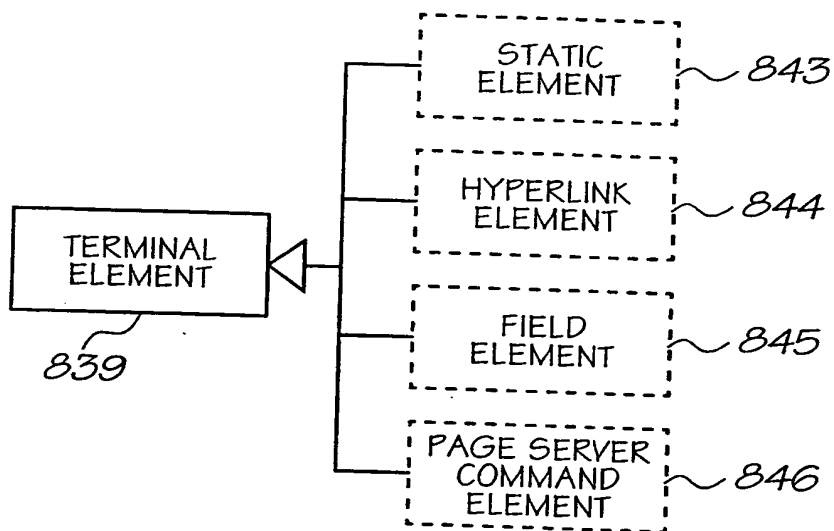 STATIC
ELEMENT
843
HYPERLINK
ELEMENT
844
TERMINAL
ELEMENT
839
FIELD
ELEMENT
845
PAGE SERVER
COMMAND
ELEMENT
846